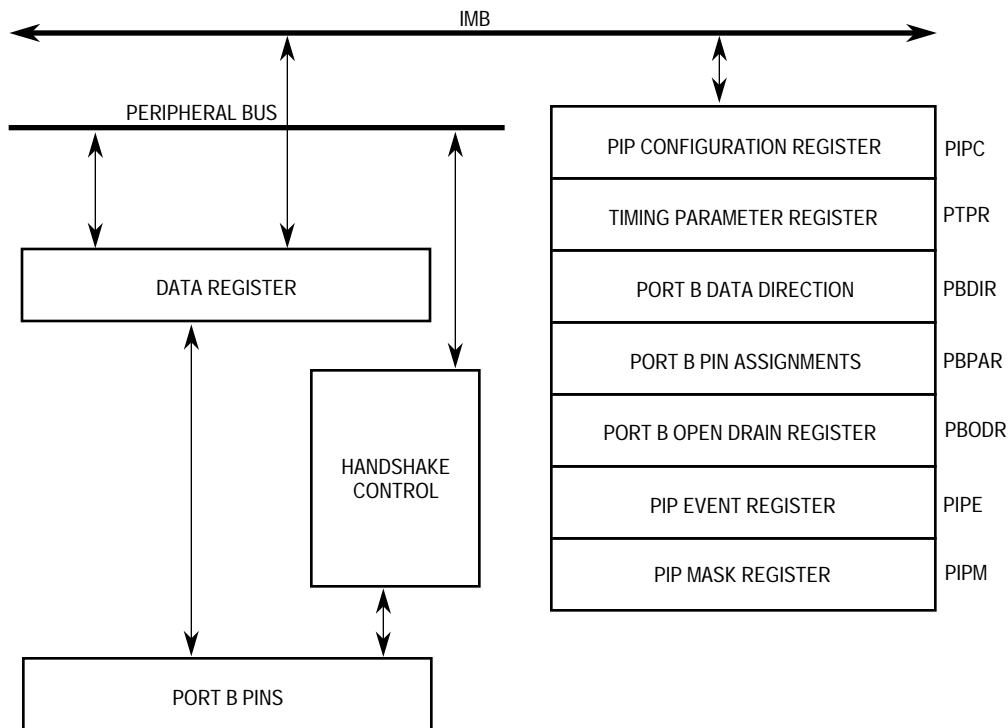 IMB
PERIPHERAL BUS
DATA REGISTER
HANDSHAKE
CONTROL
PORT B PINS
PIP CONFIGURATION REGISTER PIPC
TIMING PARAMETER REGISTER PTPR
PORT B DATA DIRECTION PBDIR
PORT B PIN ASSIGNMENTS PBPAR
PORT B OPEN DRAIN REGISTER PBODR
PIP EVENT REGISTER PIPE
PIP MASK REGISTER PIPM